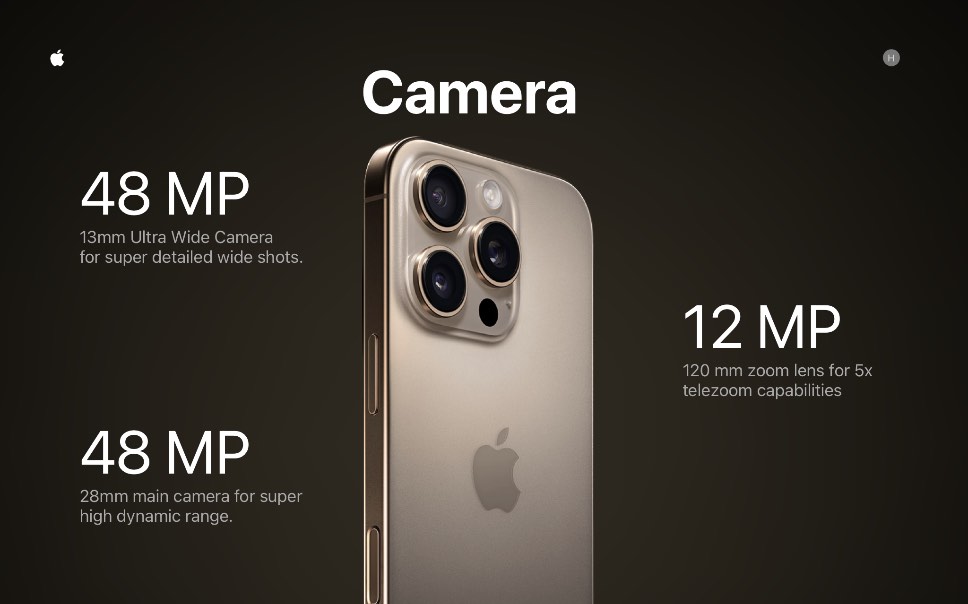 H
Camera
48 MP
13mm Ultra Wide Camera
for super detailed wide shots.
12 MP
120 mm zoom lens for 5x
telezoom capabilities
48 MP
28mm main camera for super
high dynamic range.